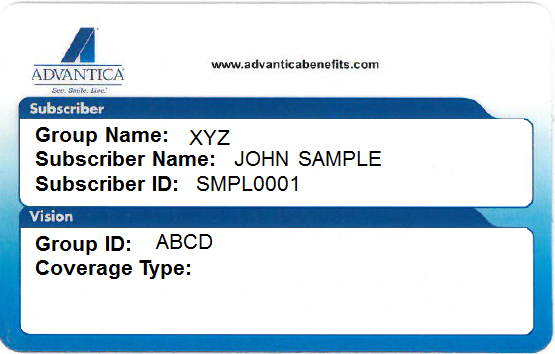 ADVANTICA
See. Smile. Live.
www.advanticabenefits.com
Subscriber
Group Name: XYZ
Subscriber Name: JOHN SAMPLE
Subscriber ID: SMPL0001
Vision
Group ID: ABCD
Coverage Type: